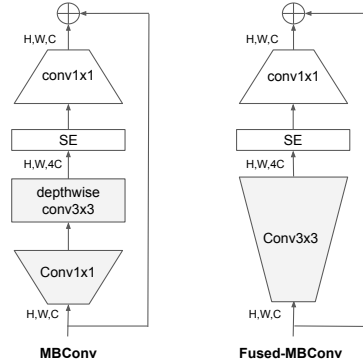 H,W,C
conv1x1
SE
H,W,4C
depthwise
conv3x3
Conv1x1
H,W,C
MBConv
H,W,C
conv1x1
SE
H,W,4C
Conv3x3
H,W,C
Fused-MBConv